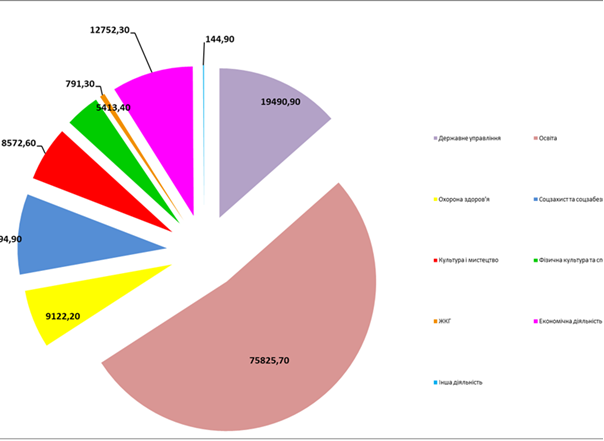 12752,30
144,90
791,30
5413,40
19490,90
8572,60
94,90
9122,20
75825,70
Державне управління
Освіта
Охорона здоров'я
Соцзахист та соцзабез
Культура і мистецтво
Фізична культура та сп
ЖКГ
Економічна діяльність
Інша діяльність